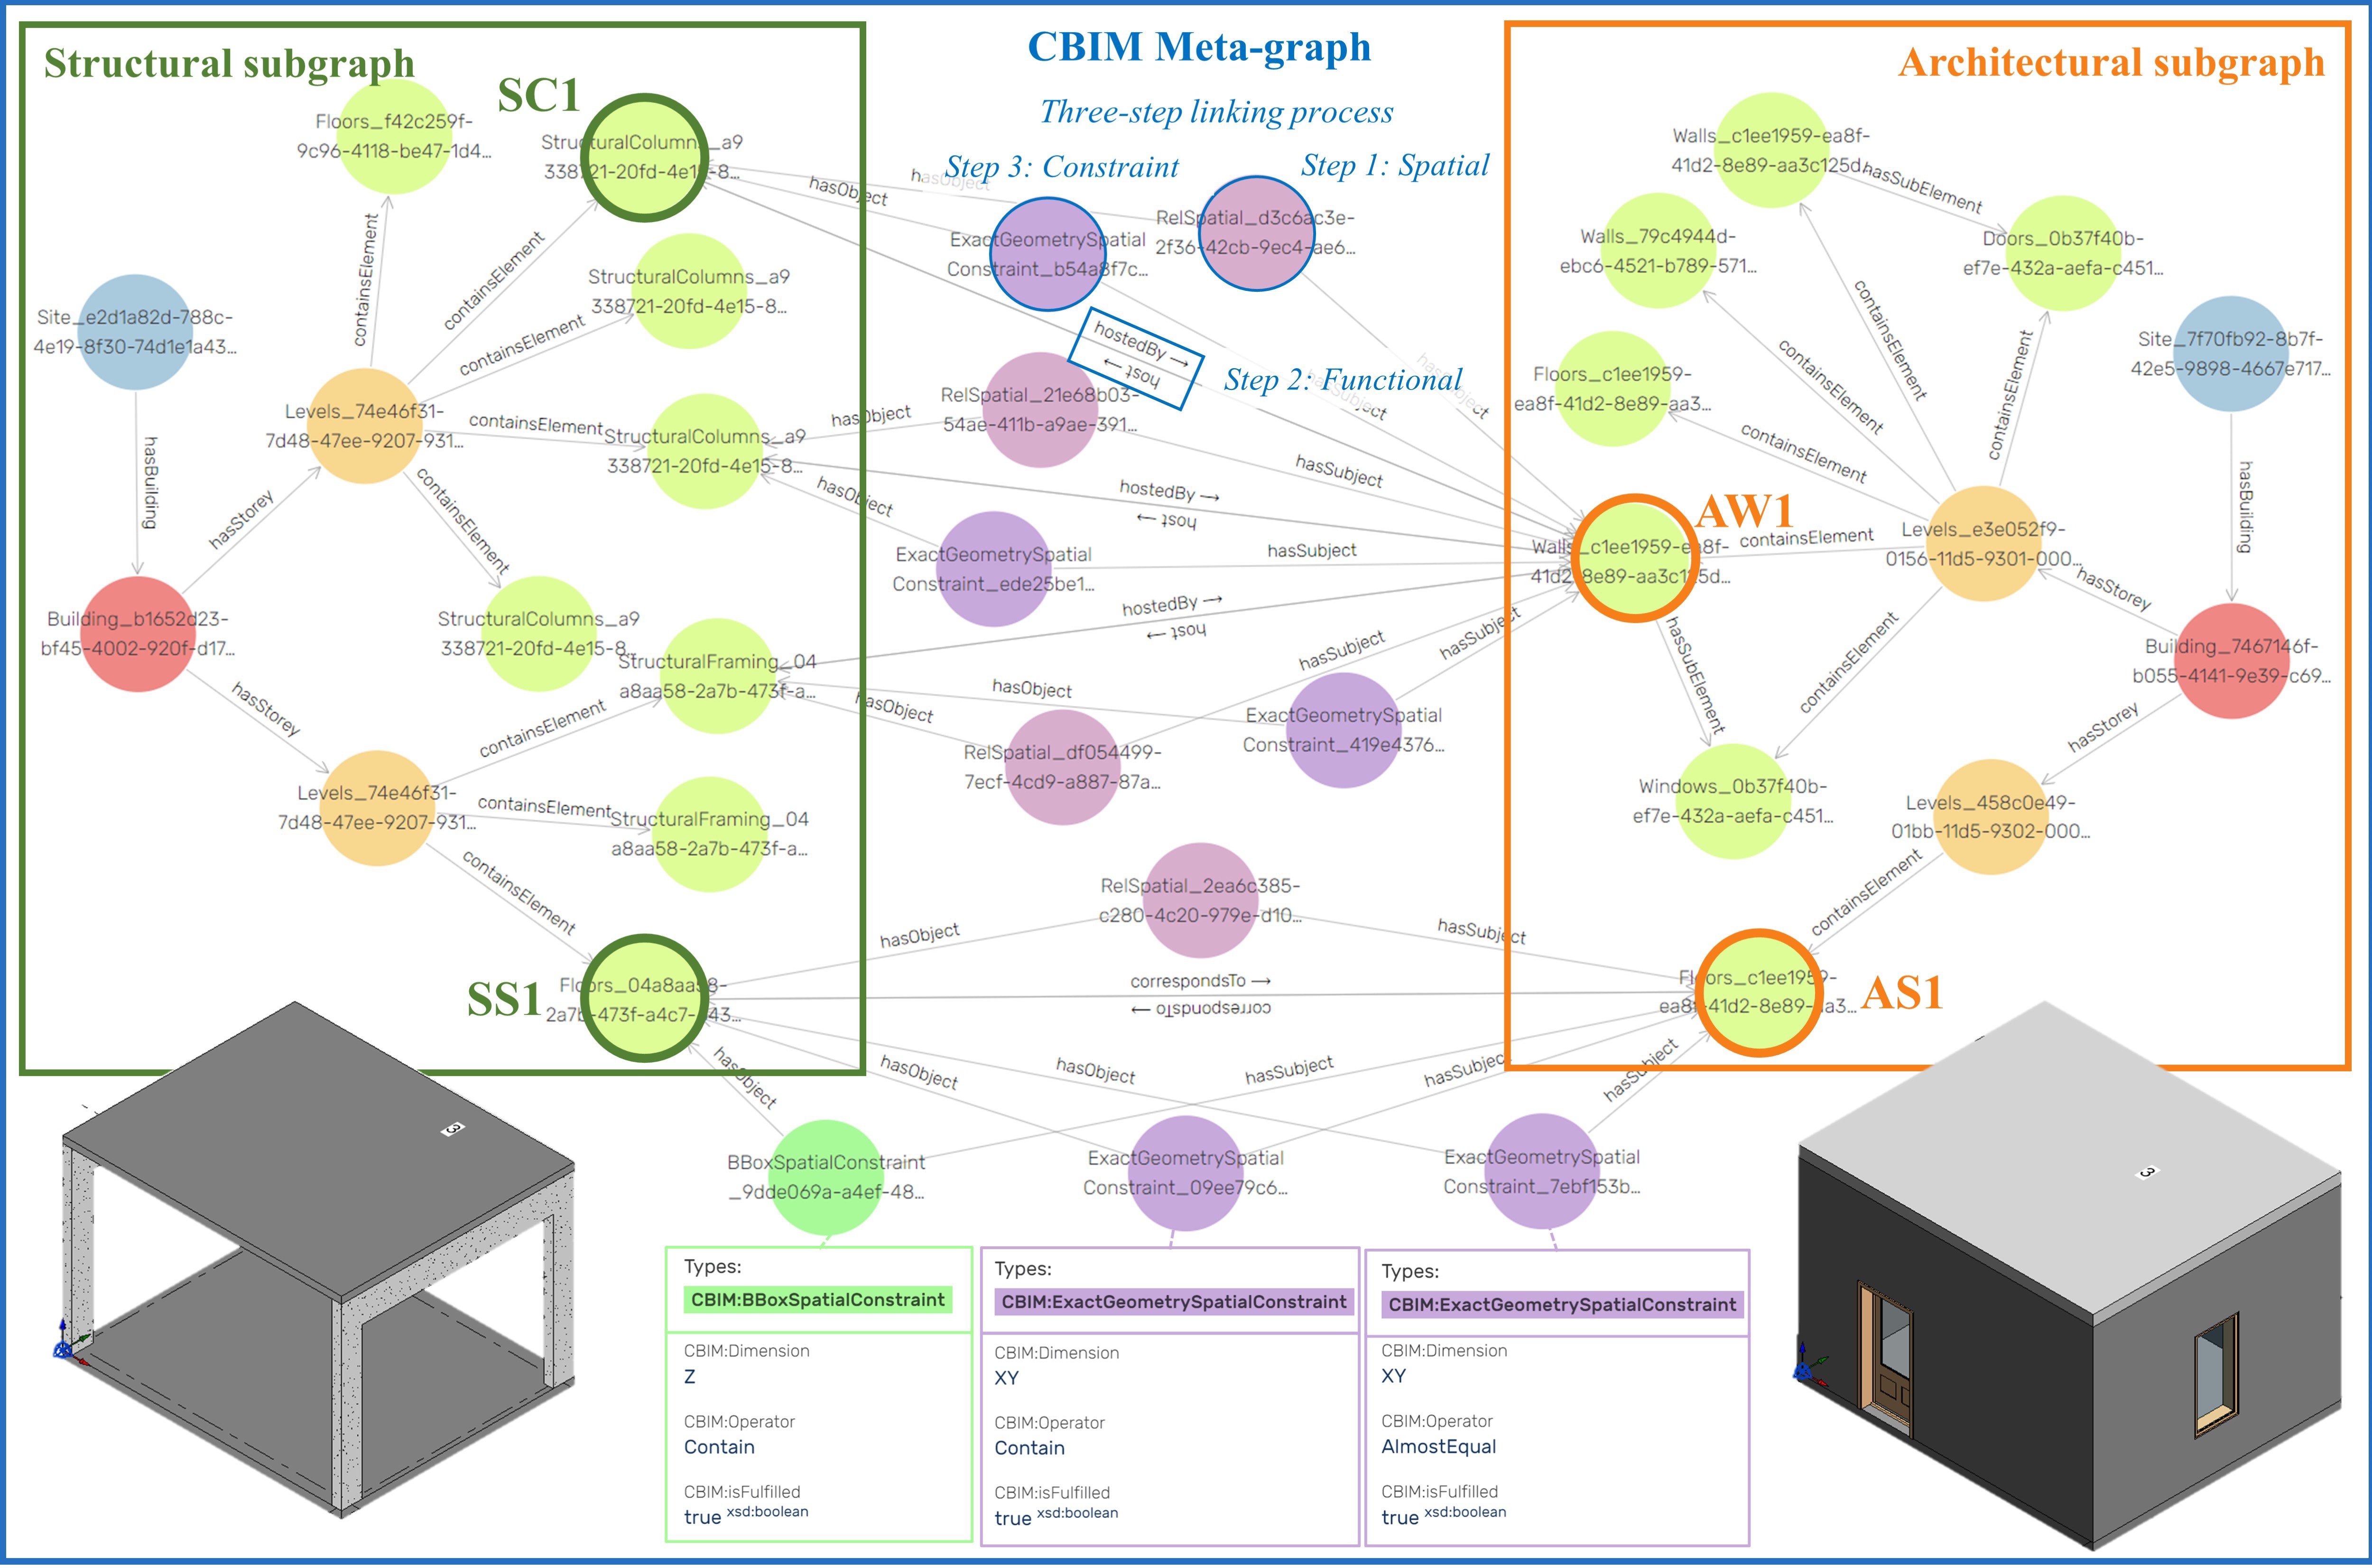 Structural subgraph
SC1
Floors_f42c259f-
9c96-4118-be47-1d4...
StructuralColumns_a9
338721-20fd-4e15-8...
containsElement
containsElement
StructuralColumns_a9
338721-20fd-4e15-8...
Site_e2d1a82d-788c-
4e19-8f30-74d1e1a43...
containsElement
Levels_74e46f31-
7d48-47ee-9207-931...
containsElement
StructuralColumns_a9
338721-20fd-4e15-8...
hasBuilding
hasStorey
containsElement
Building_b1652d23-
bf45-4002-920f-d17...
StructuralColumns_a9
338721-20fd-4e15-8...
StructuralFraming_04
a8aa58-2a7b-473f-a...
hasStorey
containsElement
Levels_74e46f31-
7d48-47ee-9207-931...
containsElement
StructuralFraming_04
a8aa58-2a7b-473f-a...
containsElement
SS1
Floors_04a8aa58-
2a7b-473f-a4c7-943...
CBIM Meta-graph
Three-step linking process
Step 3: Constraint
Step 1: Spatial
hasObject
hasObject
ExactGeometrySpatial
Constraint_b54a8f7c...
RelSpatial_d3c6ac3e-
2f36-42cb-9ec4-ae6...
hostedBy →
host →
Step 2: Functional
hasSubject
hasSubject
RelSpatial_21e68b03-
54ae-411b-a9ae-391...
hasObject
hasSubject
hasObject
hostedBy →
host →
ExactGeometrySpatial
Constraint_ede25be1...
hasSubject
hostedBy →
host →
hasSubject
hasSubject
hasObject
hasObject
ExactGeometrySpatial
Constraint_419e4376...
RelSpatial_df054499-
7ecf-4cd9-a887-87a...
RelSpatial_2ea6c385-
c280-4c20-979e-d10...
hasObject
hasSubject
correspondsTo →
correspondsTo →
hasObject
hasObject
hasObject
hasSubject
hasSubject
hasSubject
BBoxSpatialConstraint
_9dde069a-a4ef-48...
ExactGeometrySpatial
Constraint_09ee79c6...
ExactGeometrySpatial
Constraint_7ebf153b...
Architectural subgraph
Walls_c1ee1959-ea8f-
41d2-8e89-aa3c125d...
hasSubElement
Walls_79c4944d-
ebc6-4521-b789-571...
Doors_0b37f40b-
ef7e-432a-aefa-c451...
containsElement
containsElement
containsElement
Floors_c1ee1959-
ea8f-41d2-8e89-aa3...
Site_7f70fb92-8b7f-
42e5-9898-4667e717...
containsElement
hasBuilding
AW1
Walls_c1ee1959-ea8f-
41d2-8e89-aa3c125d...
containsElement
Levels_e3e052f9-
0156-11d5-9301-000...
hasStorey
hasSubElement
containsElement
Building_7467146f-
b055-4141-9e39-c69...
hasStorey
Windows_0b37f40b-
ef7e-432a-aefa-c451...
Levels_458c0e49-
01bb-11d5-9302-000...
containsElement
Floors_c1ee1959-
ea8f-41d2-8e89-aa3...
AS1
3
3
Types:
CBIM:BBoxSpatialConstraint
CBIM:Dimension
Z
CBIM:Operator
Contain
CBIM:isFulfilled
true xsd:boolean
Types:
CBIM:ExactGeometrySpatialConstraint
CBIM:Dimension
XY
CBIM:Operator
Contain
CBIM:isFulfilled
true xsd:boolean
Types:
CBIM:ExactGeometrySpatialConstraint
CBIM:Dimension
XY
CBIM:Operator
AlmostEqual
CBIM:isFulfilled
true xsd:boolean